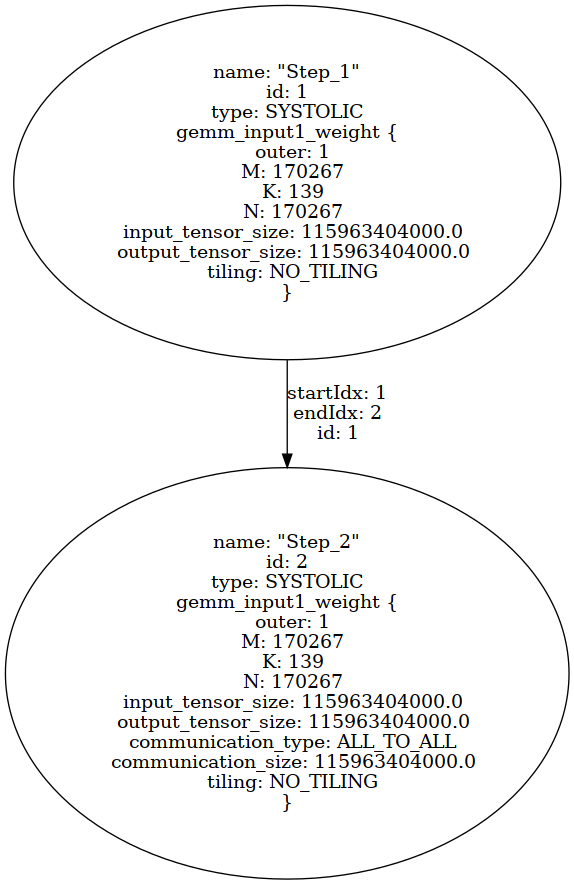 name: "Step_1"
id: 1
type: SYSTOLIC
gemm_input1_weight {
outer: 1
M: 170267
K: 139
N: 170267
input_tensor_size: 115963404000.0
output_tensor_size: 115963404000.0
tiling: NO_TILING
}
startIdx: 1
endIdx: 2
id: 1
name: "Step_2"
id: 2
type: SYSTOLIC
gemm_input1_weight {
outer: 1
M: 170267
K: 139
N: 170267
input_tensor_size: 115963404000.0
output_tensor_size: 115963404000.0
communication_type: ALL_TO_ALL
communication_size: 115963404000.0
tiling: NO_TILING
}